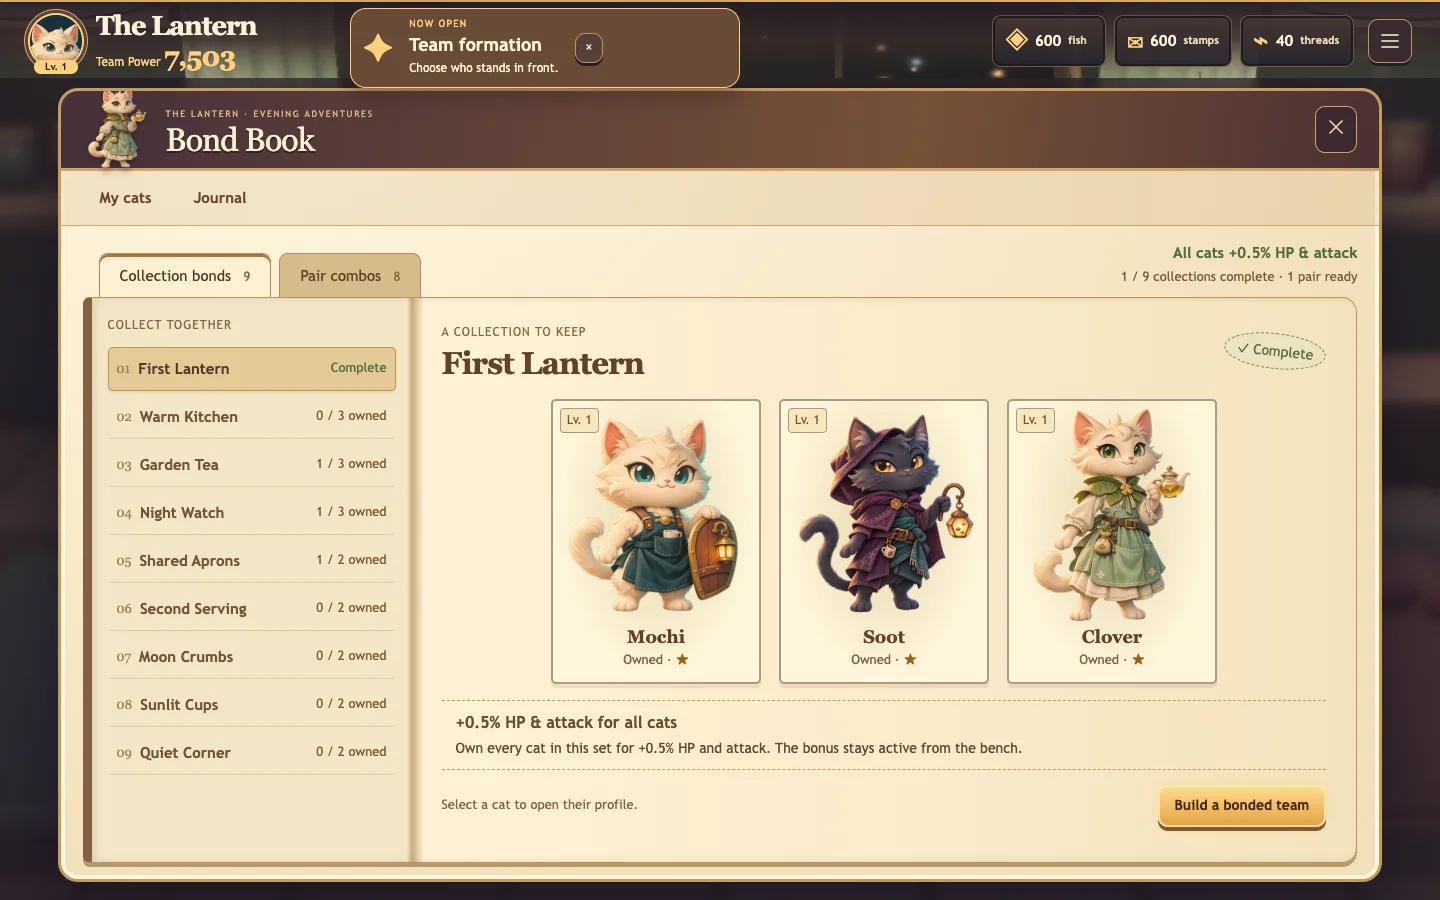 The Lantern
Lv. 1
Team Power 7,503
NOW OPEN
Team formation
Choose who stands in front.
×
600 fish
600 stamps
40 threads
THE LANTERN · EVENING ADVENTURES
Bond Book
My cats
Journal
Collection bonds 9
Pair combos 8
All cats +0.5% HP & attack
1 / 9 collections complete · 1 pair ready
COLLECT TOGETHER
01 First Lantern Complete
02 Warm Kitchen 0 / 3 owned
03 Garden Tea 1 / 3 owned
04 Night Watch 1 / 3 owned
05 Shared Aprons 1 / 2 owned
06 Second Serving 0 / 2 owned
07 Moon Crumbs 0 / 2 owned
08 Sunlit Cups 0 / 2 owned
09 Quiet Corner 0 / 2 owned
A COLLECTION TO KEEP
First Lantern
✓ Complete
Lv. 1
Mochi
Owned · ★
Lv. 1
Soot
Owned · ★
Lv. 1
Clover
Owned · ★
+0.5% HP & attack for all cats
Own every cat in this set for +0.5% HP and attack. The bonus stays active from the bench.
Select a cat to open their profile.
Build a bonded team